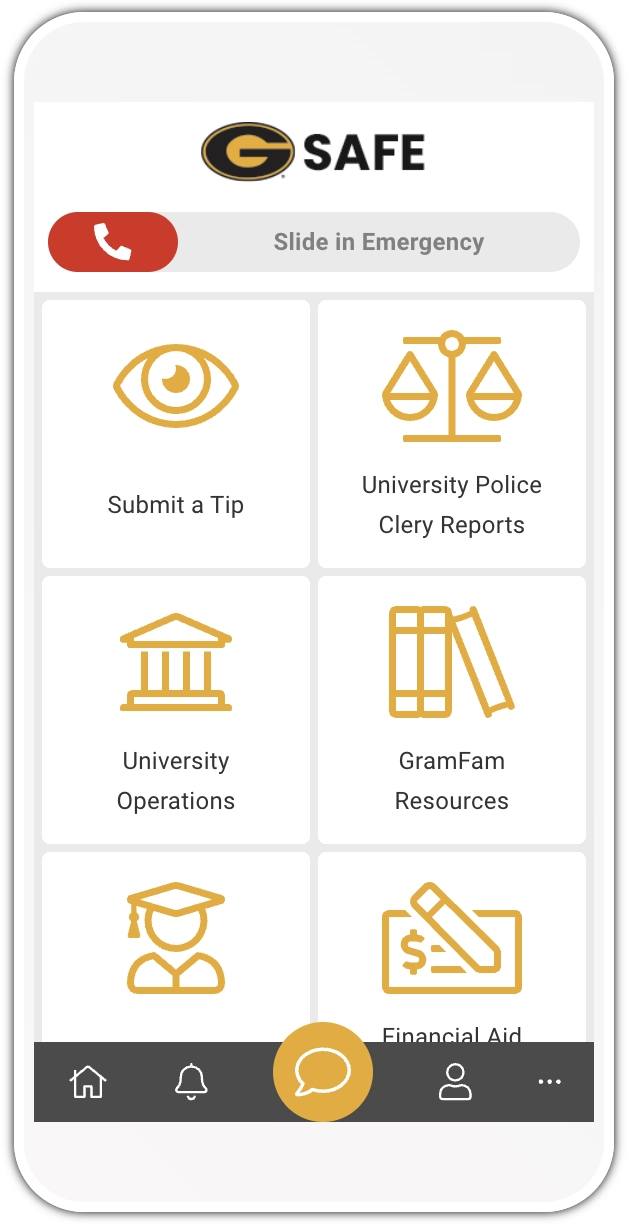 G SAFE
Slide in Emergency
Submit a Tip
University Police
Clery Reports
University
Operations
GramFam
Resources
$
Financial Aid